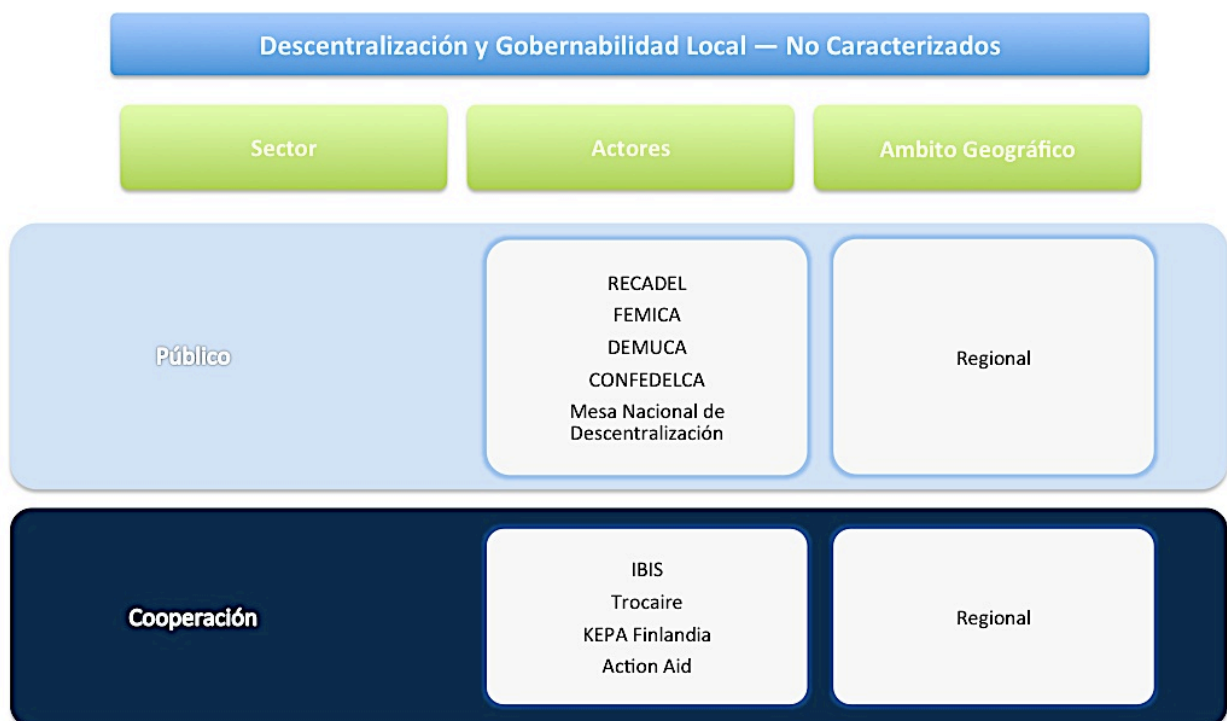 Descentralización y Gobernabilidad Local — No Caracterizados
Sector
Actores
Ambito Geográfico
Público
RECADEL
FEMICA
DEMUCA
CONFEDELCA
Mesa Nacional de
Descentralización
Regional
Cooperación
IBIS
Trocaire
KEPA Finlandia
Action Aid
Regional